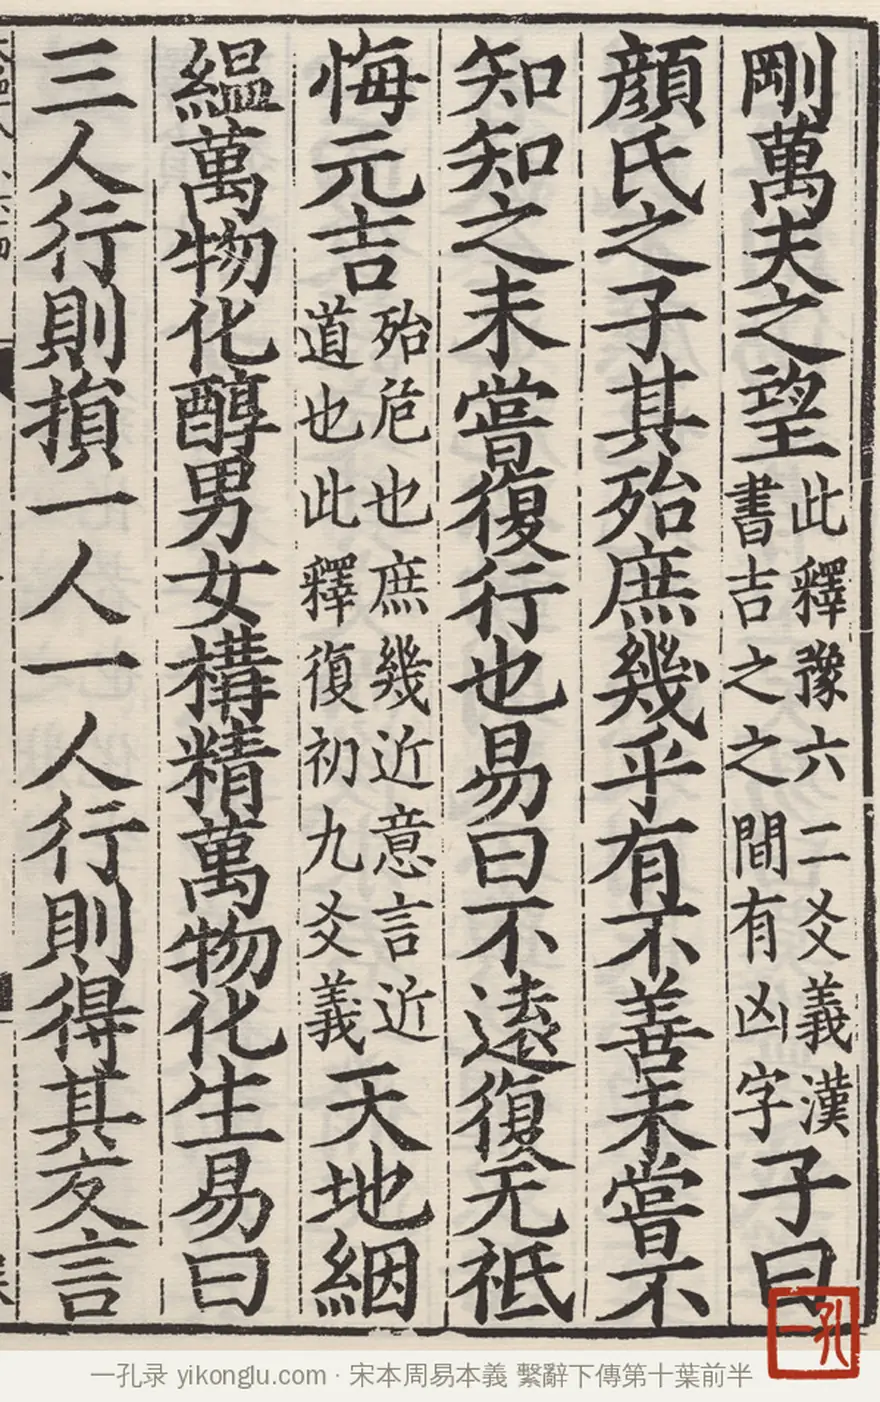 剛萬夫之望此釋豫六二爻義漢書吉之之間有凶字子曰
顔氏之子其殆庶幾乎有不善未嘗不
知知之未嘗復行也易曰不遠復无祗
悔元吉殆危也庶幾近意言近道也此釋復初九爻義天地絪
縕萬物化醇男女構精萬物化生易曰
三人行則損一人一人行則得其友言
一孔
一孔录 yikonglu.com · 宋本周易本義 繫辭下傳第十葉前半